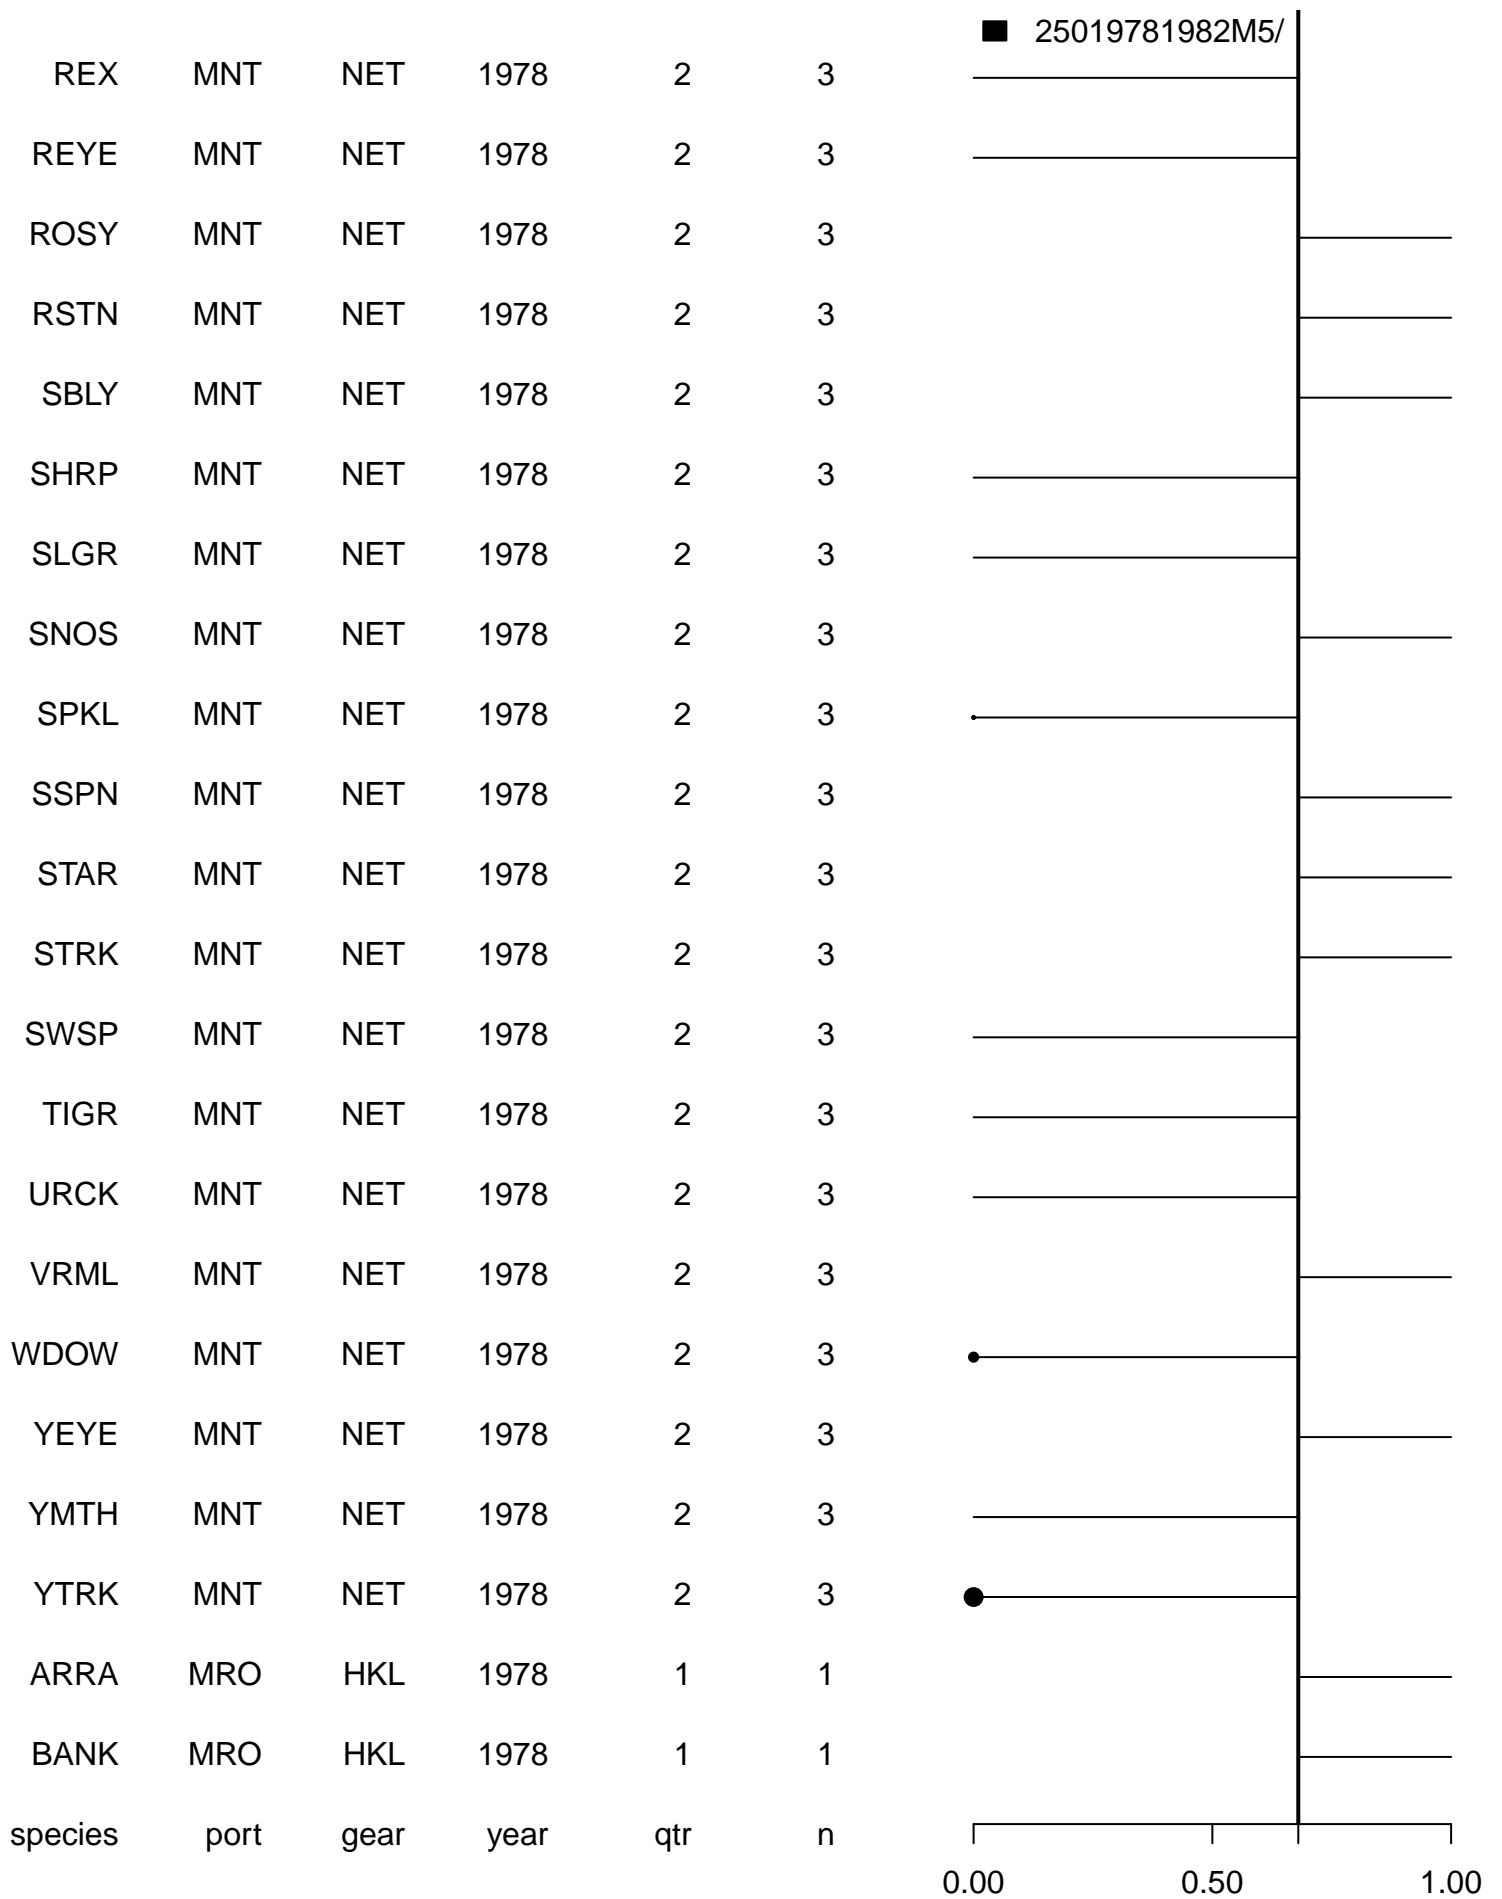 25019781982M5/
REX MNT NET 1978 2 3
REYE MNT NET 1978 2 3
ROSY MNT NET 1978 2 3
RSTN MNT NET 1978 2 3
SBLY MNT NET 1978 2 3
SHRP MNT NET 1978 2 3
SLGR MNT NET 1978 2 3
SNOS MNT NET 1978 2 3
SPKL MNT NET 1978 2 3
SSPN MNT NET 1978 2 3
STAR MNT NET 1978 2 3
STRK MNT NET 1978 2 3
SWSP MNT NET 1978 2 3
TIGR MNT NET 1978 2 3
URCK MNT NET 1978 2 3
VRML MNT NET 1978 2 3
WDOW MNT NET 1978 2 3
YEYE MNT NET 1978 2 3
YMTH MNT NET 1978 2 3
YTRK MNT NET 1978 2 3
ARRA MRO HKL 1978 1 1
BANK MRO HKL 1978 1 1
species port gear year qtr n
0.00 0.50 1.00